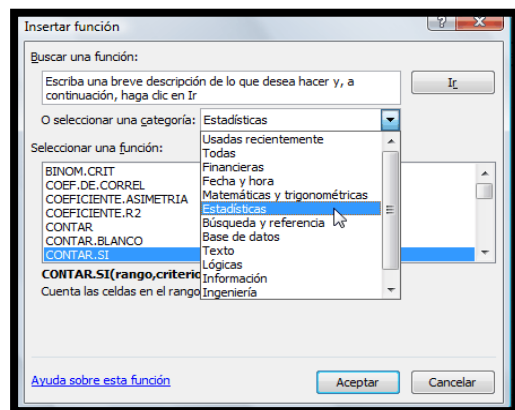 Insertar función
?
X
Buscar una función:
Escriba una breve descripción de lo que desea hacer y, a
continuación, haga clic en Ir
Ir
O seleccionar una categoría: Estadísticas
Usadas recientemente
Todas
Financieras
Fecha y hora
Matemáticas y trigonométricas
Estadísticas
Búsqueda y referencia
Base de datos
Texto
Lógicas
Información
Ingeniería
Seleccionar una función:
BINOM.CRIT
COEF.DE.CORREL
COEFICIENTE.ASIMETRIA
COEFICIENTE.R2
CONTAR
CONTAR.BLANCO
CONTAR.SI
CONTAR.SI(rango,criterio
Cuenta las celdas en el rango
Ayuda sobre esta función
Aceptar
Cancelar